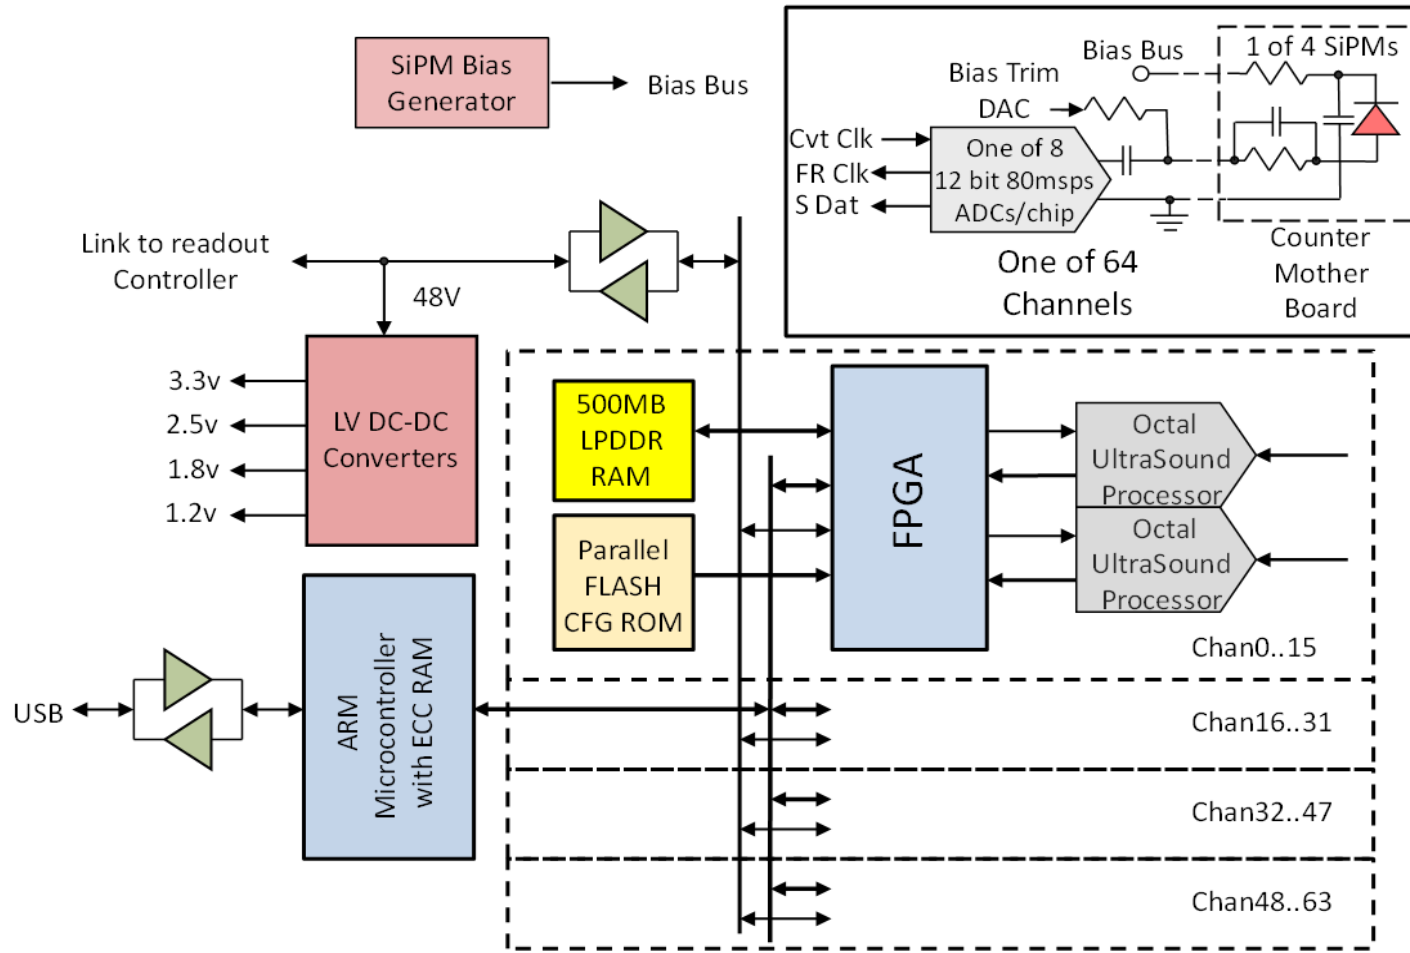 SiPM Bias
Generator
Bias Bus
Bias Bus
1 of 4 SiPMs
Bias Trim
DAC
Cvt Clk
FR Clk
S Dat
One of 8
12 bit 80msps
ADCs/chip
One of 64
Channels
Counter
Mother
Board
Link to readout
Controller
48V
3.3v
2.5v
1.8v
1.2v
LV DC-DC
Converters
500MB
LPDDR
RAM
Parallel
FLASH
CFG ROM
FPGA
Octal
UltraSound
Processor
Octal
UltraSound
Processor
Chan0..15
USB
ARM
Microcontroller
with ECC RAM
Chan16..31
Chan32..47
Chan48..63